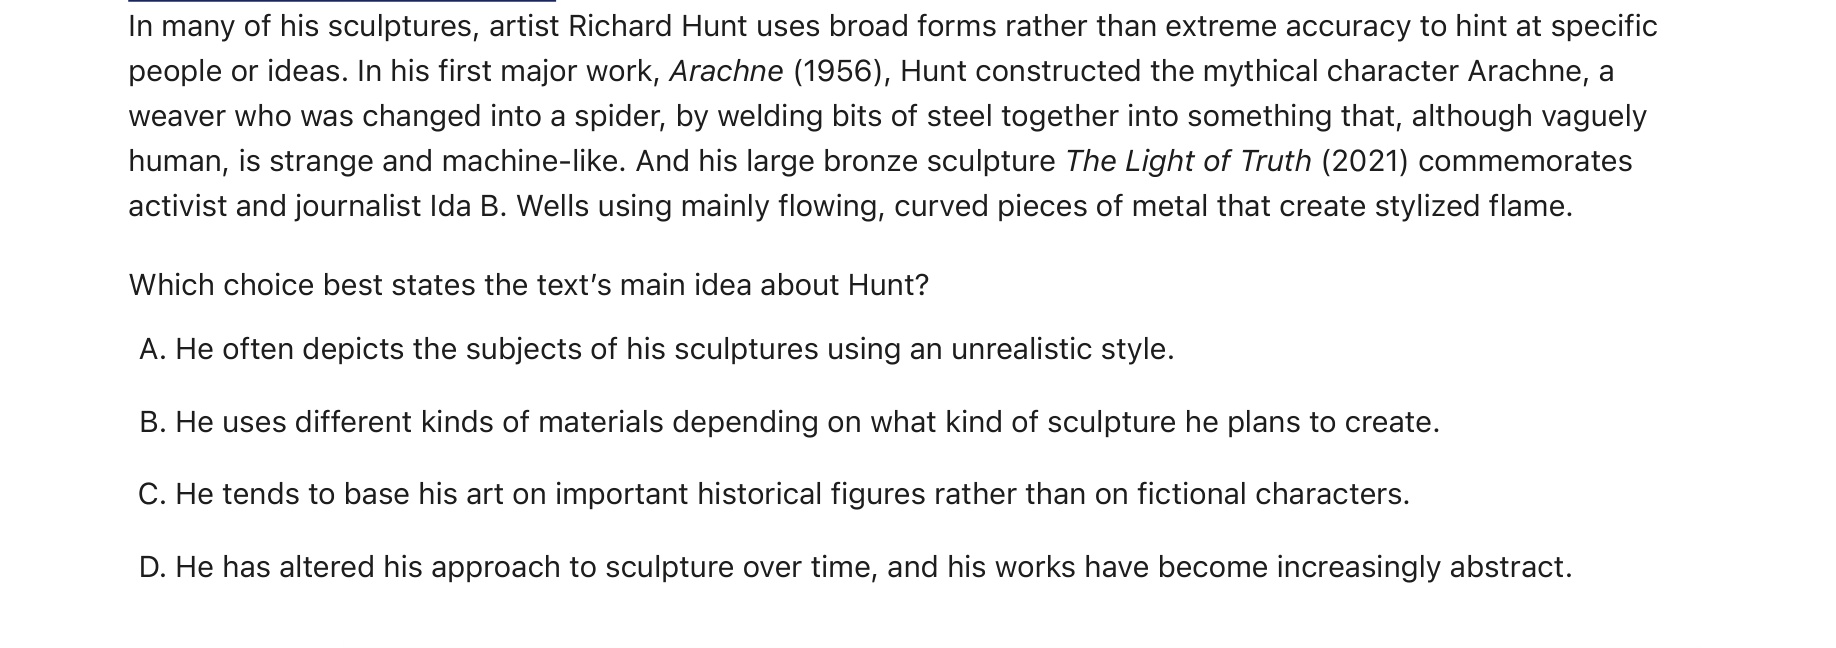 In many of his sculptures, artist Richard Hunt uses broad forms rather than extreme accuracy to hint at specific
people or ideas. In his first major work, Arachne (1956), Hunt constructed the mythical character Arachne, a
weaver who was changed into a spider, by welding bits of steel together into something that, although vaguely
human, is strange and machine-like. And his large bronze sculpture The Light of Truth (2021) commemorates
activist and journalist Ida B. Wells using mainly flowing, curved pieces of metal that create stylized flame.
Which choice best states the text’s main idea about Hunt?
A. He often depicts the subjects of his sculptures using an unrealistic style.
B. He uses different kinds of materials depending on what kind of sculpture he plans to create.
C. He tends to base his art on important historical figures rather than on fictional characters.
D. He has altered his approach to sculpture over time, and his works have become increasingly abstract.